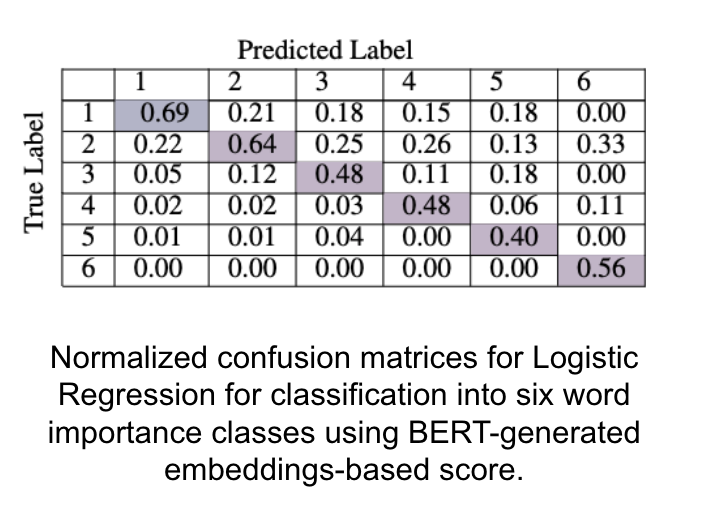 Predicted Label
True Label
1 2 3 4 5 6
1 0.69 0.21 0.18 0.15 0.18 0.00
2 0.22 0.64 0.25 0.26 0.13 0.33
3 0.05 0.12 0.48 0.11 0.18 0.00
4 0.02 0.02 0.03 0.48 0.06 0.11
5 0.01 0.01 0.04 0.00 0.40 0.00
6 0.00 0.00 0.00 0.00 0.00 0.56
Normalized confusion matrices for Logistic
Regression for classification into six word
importance classes using BERT-generated
embeddings-based score.